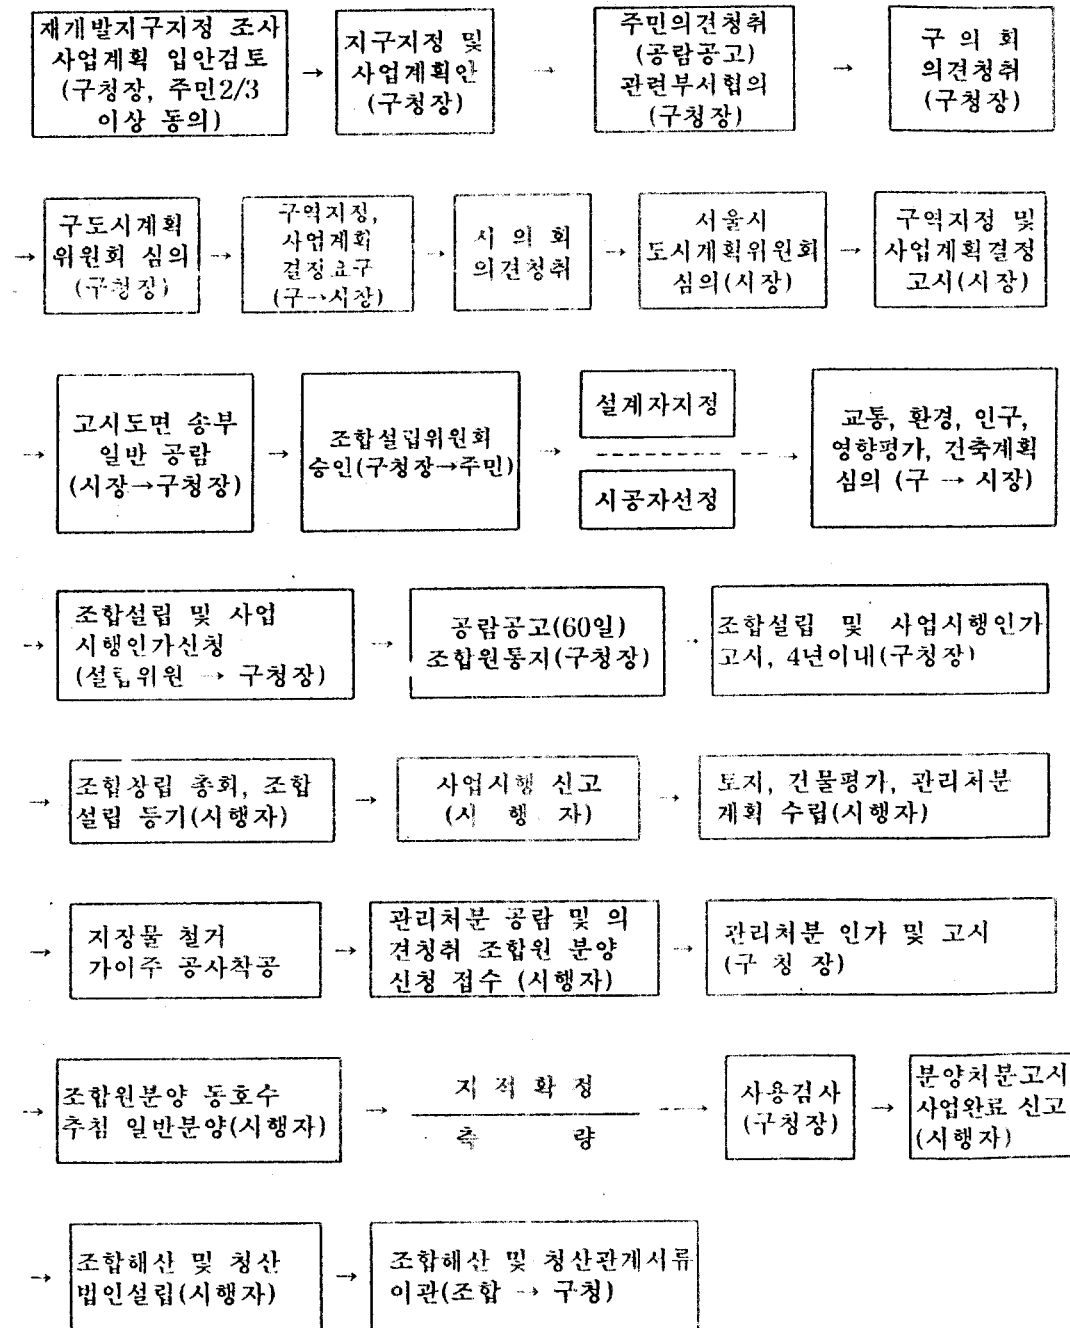 재개발지구지정 조사
사업계획 입안검토
(구청장, 주민2/3
이상 동의)
→
지구지정 및
사업계획안
(구청장)
→
주민의견청취
(공람공고)
관련부서협의
(구청장)
→
구 의 회
의견청취
(구청장)
→
구도시계획
위원회 심의
(구청장)
→
구역지정,
사업계획
결정요구
(구→시장)
→
시 의 회
의견청취
→
서울시
도시계획위원회
심의(시장)
→
구역지정 및
사업계획결정
고시(시장)
→
고시도면 송부
일반 공람
(시장→구청장)
→
조합설립위원회
승인(구청장→주민)
→
설계자지정
시공자선정
→
교통, 환경, 인구,
영향평가, 건축계획
심의 (구 → 시장)
→
조합설립 및 사업
시행인가신청
(설립위원 → 구청장)
→
공람공고(60일)
조합원통지(구청장)
→
조합설립 및 사업시행인가
고시, 4년이내(구청장)
→
조합창립 총회, 조합
설립 등기(시행자)
→
사업시행 신고
(시 행 자)
→
토지, 건물평가, 관리처분
계획 수립(시행자)
→
지장물 철거
가이주 공사착공
→
관리처분 공람 및 의
견청취 조합원 분양
신청 접수 (시행자)
→
관리처분 인가 및 고시
(구 청 장)
→
조합원분양 동호수
추첨 일반분양(시행자)
→
지 적 확 정
측 량
→
사용검사
(구청장)
→
분양처분고시
사업완료 신고
(시행자)
→
조합해산 및 청산
법인설립(시행자)
→
조합해산 및 청산관계서류
이관(조합 → 구청)